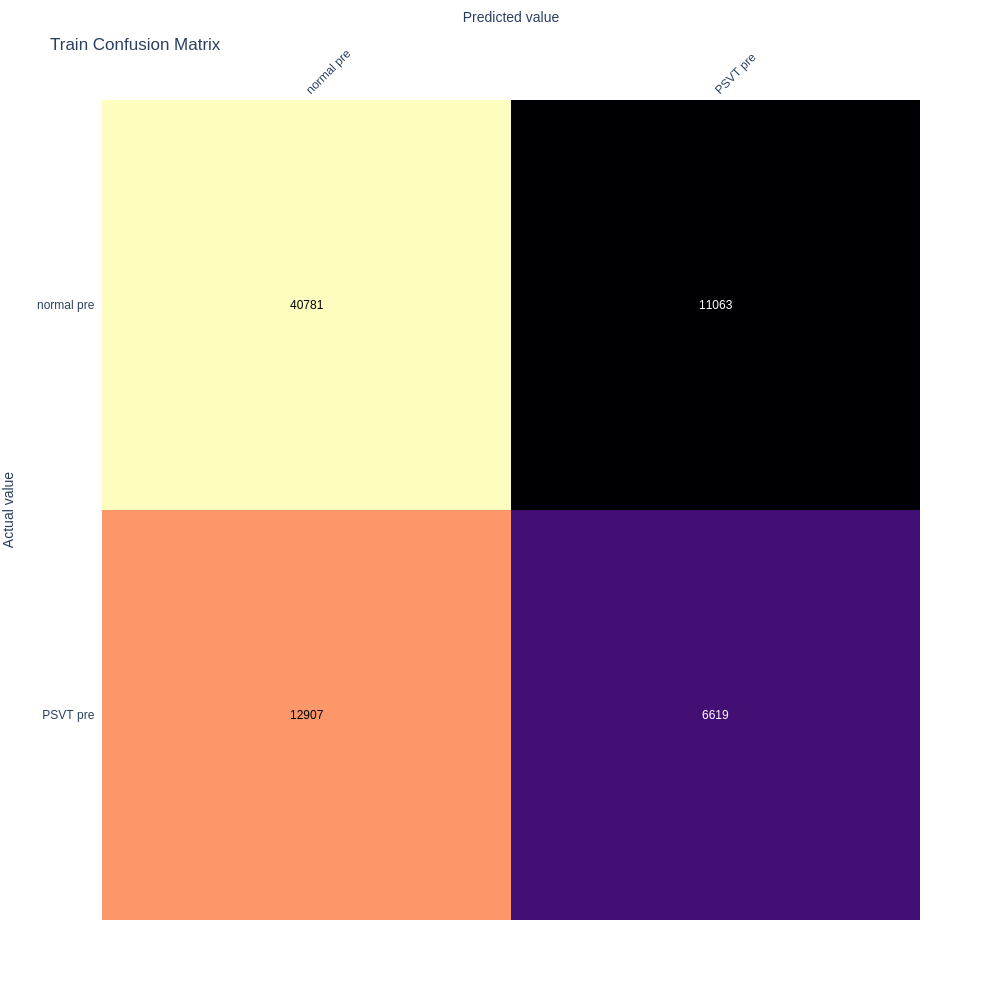 Predicted value
Train Confusion Matrix
normal pre
PSVT pre
normal pre
40781
11063
Actual value
PSVT pre
12907
6619